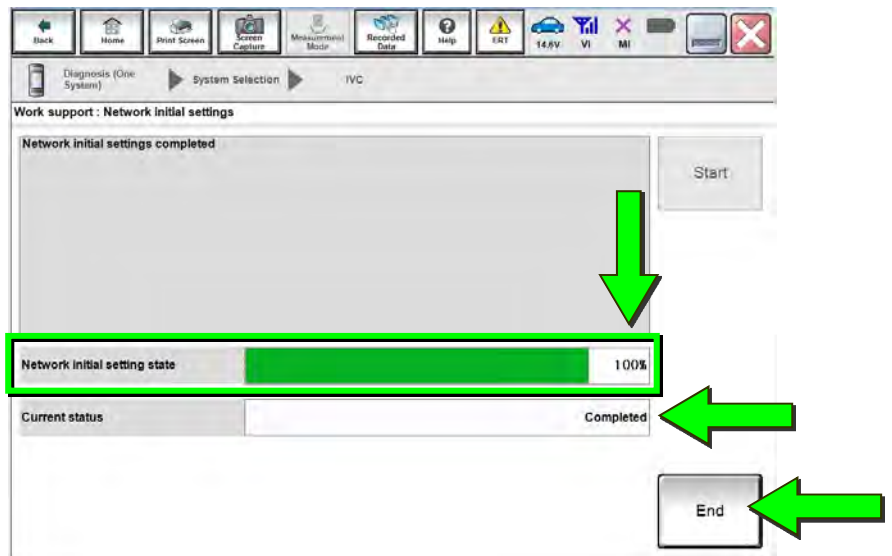 Back
Home
Print Screen
Screen
Capture
Measurement
Mode
Recorded
Data
Help
ERT
14.6V
VI
MI
Diagnosis (One
System)
System Selection
IVC
Work support : Network initial settings
Network initial settings completed
Start
Network initial setting state
100%
Current status
Completed
End